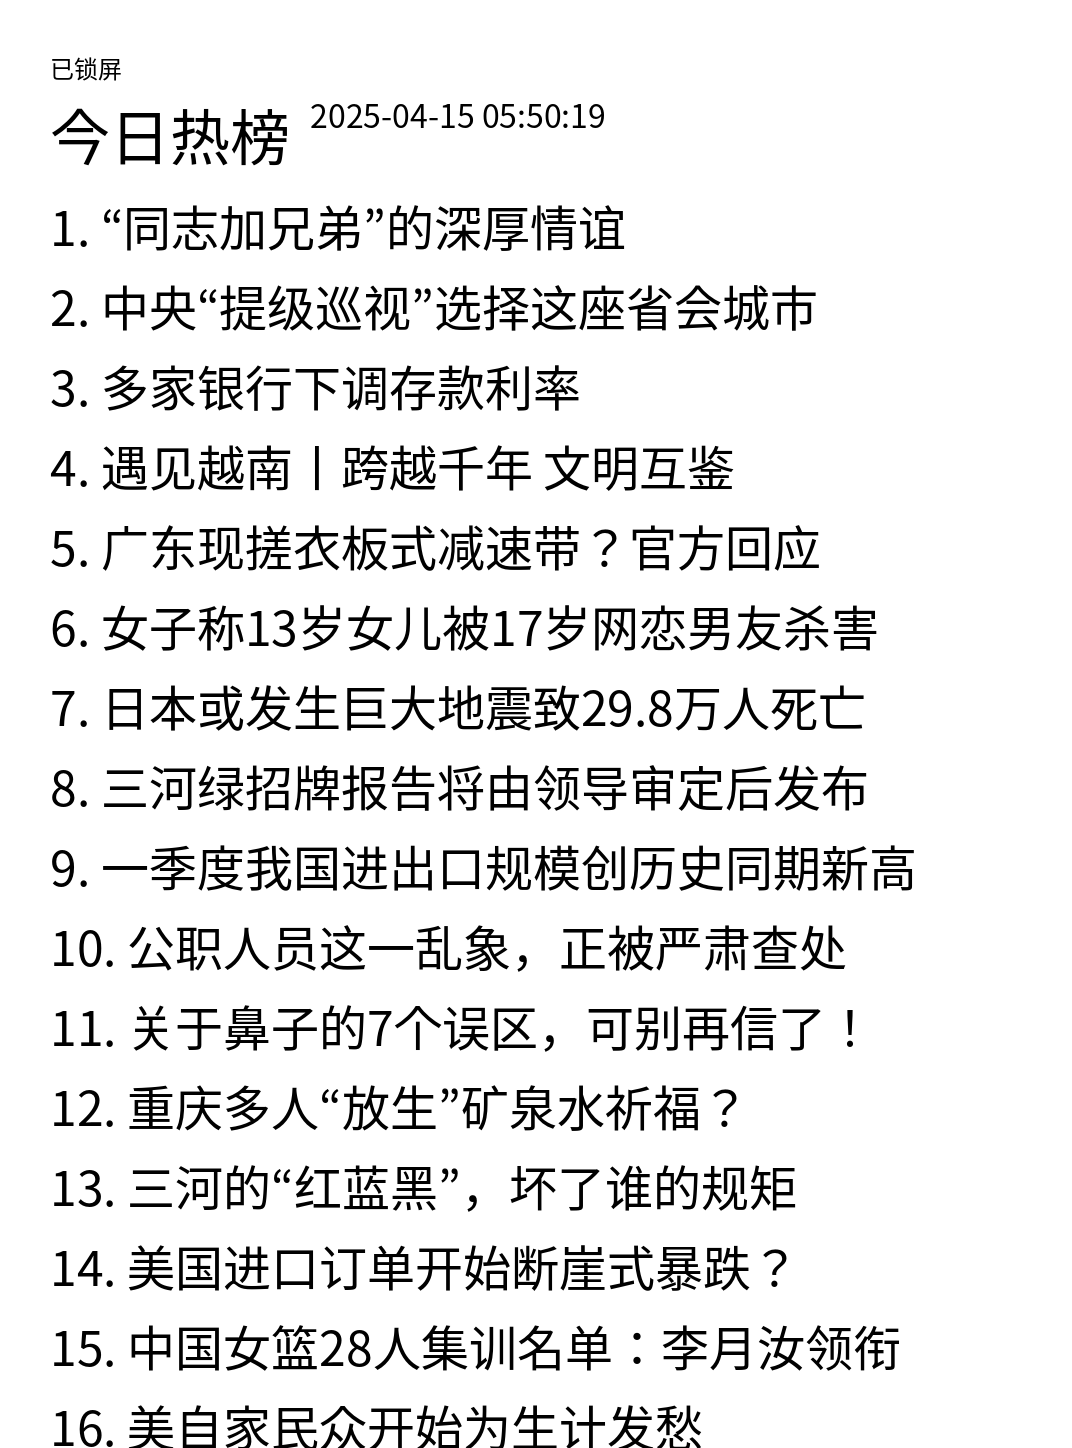 已锁屏
今日热榜 2025-04-15 05:50:19
1. “同志加兄弟”的深厚情谊
2. 中央“提级巡视”选择这座省会城市
3. 多家银行下调存款利率
4. 遇见越南丨跨越千年 文明互鉴
5. 广东现搓衣板式减速带？官方回应
6. 女子称13岁女儿被17岁网恋男友杀害
7. 日本或发生巨大地震致29.8万人死亡
8. 三河绿招牌报告将由领导审定后发布
9. 一季度我国进出口规模创历史同期新高
10. 公职人员这一乱象，正被严肃查处
11. 关于鼻子的7个误区，可别再信了！
12. 重庆多人“放生”矿泉水祈福？
13. 三河的“红蓝黑”，坏了谁的规矩
14. 美国进口订单开始断崖式暴跌？
15. 中国女篮28人集训名单：李月汝领衔
16. 美自家民众开始为生计发愁